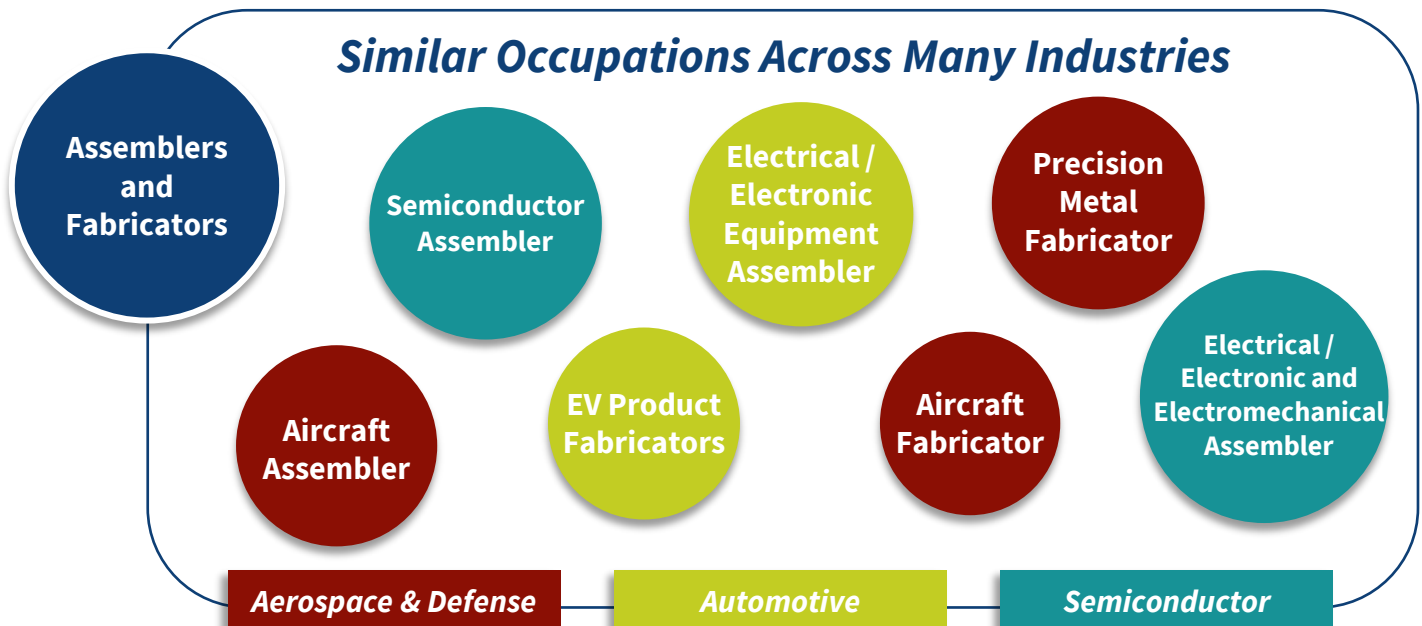 Similar Occupations Across Many Industries
Assemblers
and
Fabricators
Semiconductor
Assembler
Electrical /
Electronic
Equipment
Assembler
Precision
Metal
Fabricator
Aircraft
Assembler
EV Product
Fabricators
Aircraft
Fabricator
Electrical /
Electronic and
Electromechanical
Assembler
Aerospace & Defense
Automotive
Semiconductor